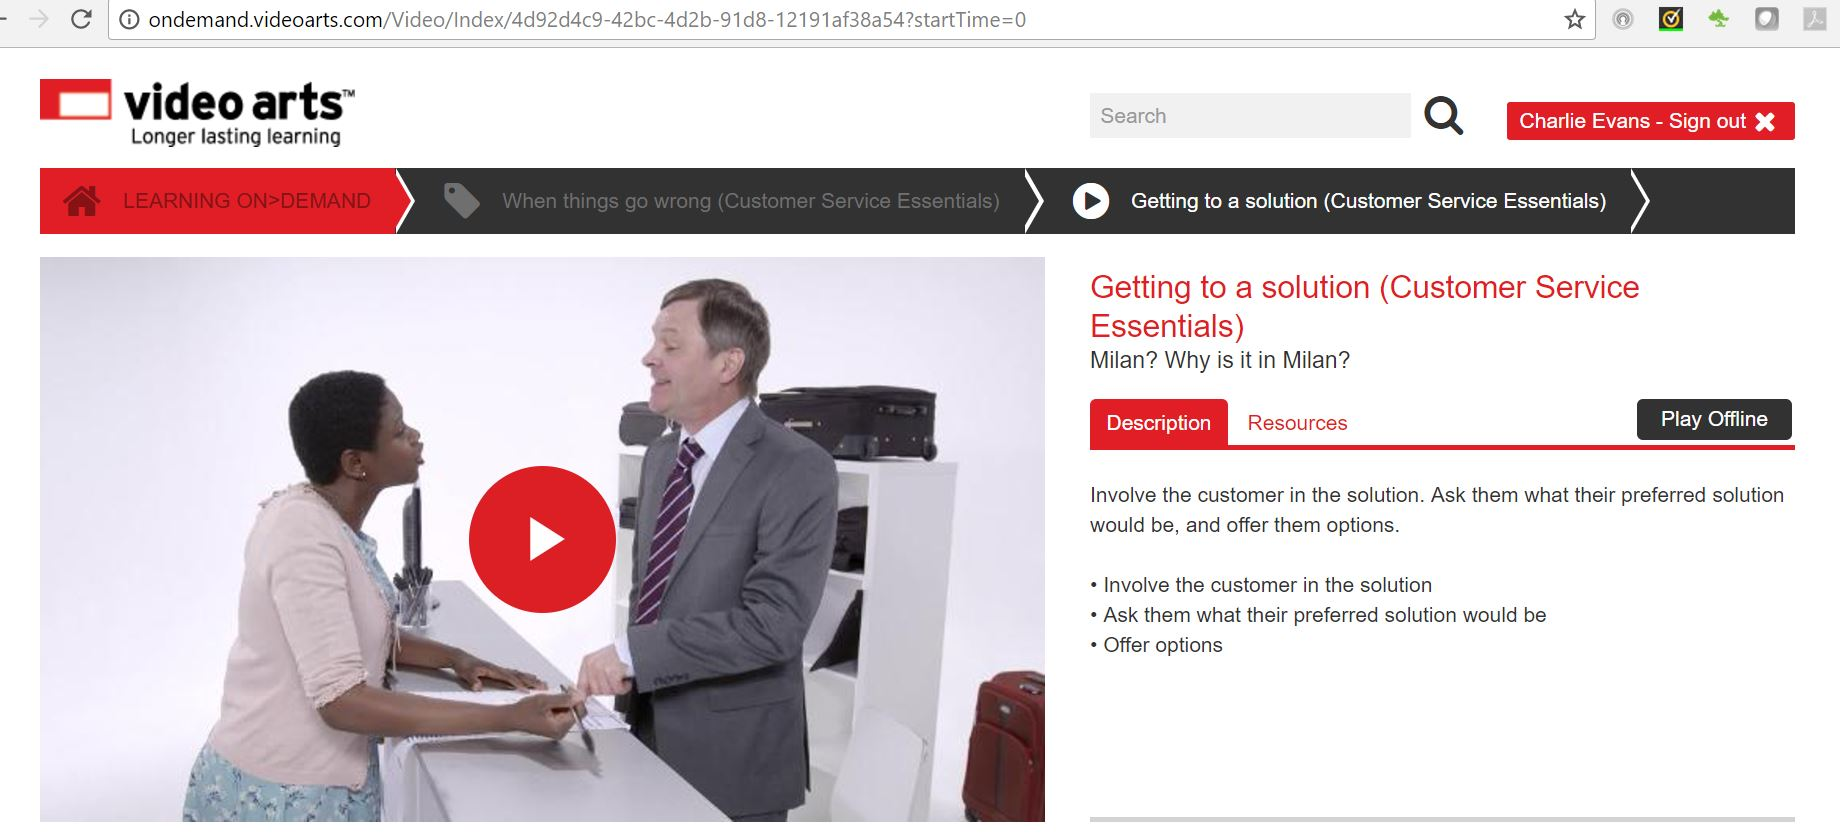 ondemand.videoarts.com/Video/Index/4d92d4c9-42bc-4d2b-91d8-12191af38a54?startTime=0
video arts™
Longer lasting learning
Search
Charlie Evans - Sign out
LEARNING ON>DEMAND
When things go wrong (Customer Service Essentials)
Getting to a solution (Customer Service Essentials)
Getting to a solution (Customer Service
Essentials)
Milan? Why is it in Milan?
Description
Resources
Play Offline
Involve the customer in the solution. Ask them what their preferred solution
would be, and offer them options.
• Involve the customer in the solution
• Ask them what their preferred solution would be
• Offer options